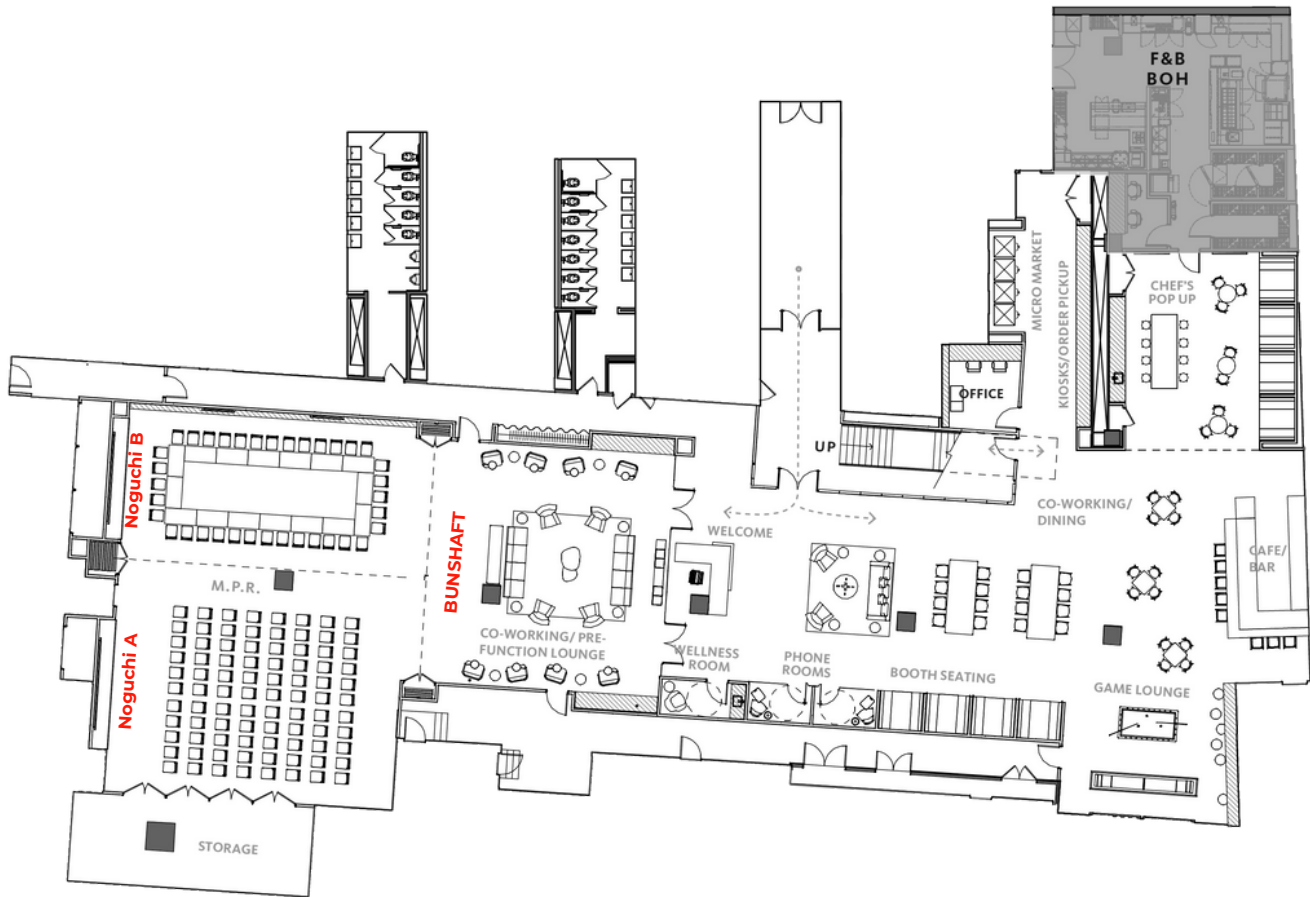 F&B
BOH
MICRO MARKET
KIOSKS/ORDER PICKUP
CHEF'S
POP UP
OFFICE
UP
Noguchi B
BUNSHAFT
WELCOME
CO-WORKING/
DINING
CAFE/
BAR
M.P.R.
Noguchi A
CO-WORKING/ PRE-
FUNCTION LOUNGE
WELLNESS
ROOM
PHONE
ROOMS
BOOTH SEATING
GAME LOUNGE
STORAGE